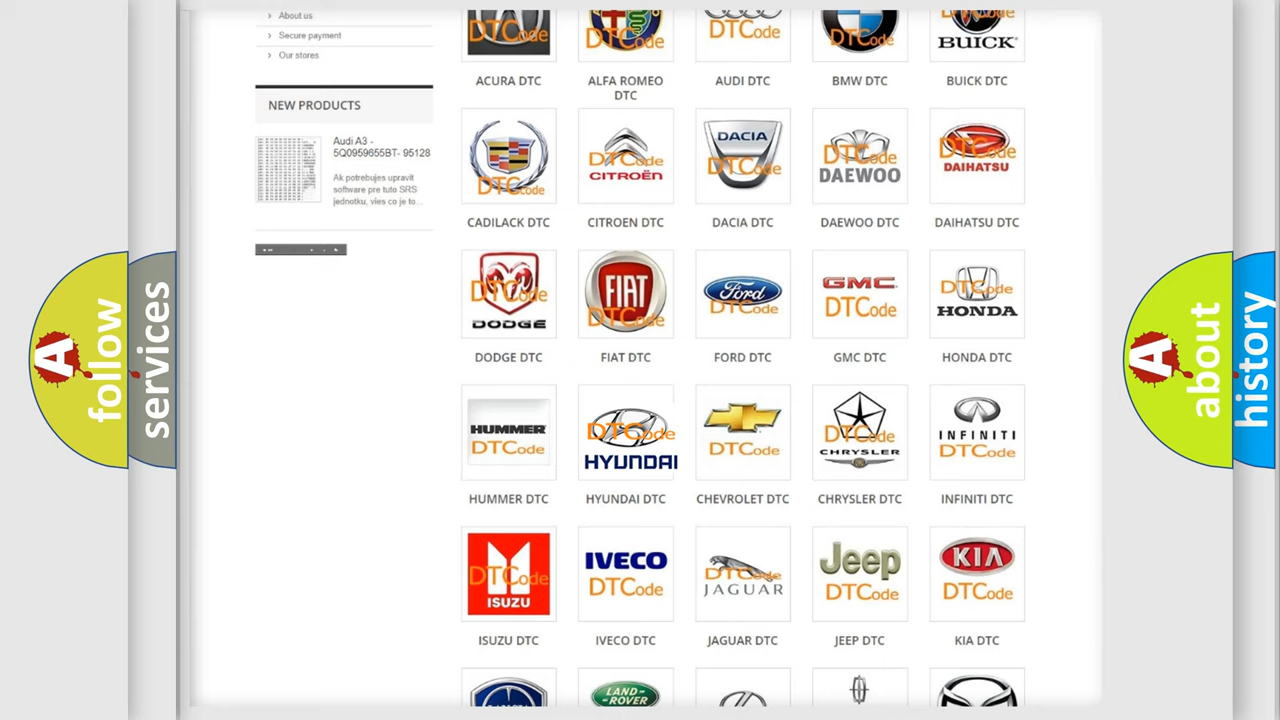 About us
Secure payment
Our stores
NEW PRODUCTS
Audi A3 -
5Q0959655BT- 95128
Ak potrebujes upravit
software pre tuto SRS
jednotku, vies co je to...
DTCode
DTCode
DTCode
DTCode
BUICK
ACURA DTC
ALFA ROMEO
DTC
AUDI DTC
BMW DTC
BUICK DTC
DTCode
DTCode
CITROËN
DACIA
DTCode
DTCode
DAEWOO
DTCode
DAIHATSU
CADILACK DTC
CITROEN DTC
DACIA DTC
DAEWOO DTC
DAIHATSU DTC
DTCode
DODGE
FIAT
DTCode
Ford
DTCode
GMC
DTCode
DTCode
HONDA
DODGE DTC
FIAT DTC
FORD DTC
GMC DTC
HONDA DTC
HUMMER
DTCode
DTCode
HYUNDAI
DTCode
DTCode
CHRYSLER
INFINITI
DTCode
HUMMER DTC
HYUNDAI DTC
CHEVROLET DTC
CHRYSLER DTC
INFINITI DTC
DTCode
ISUZU
IVECO
DTCode
DTCode
JAGUAR
Jeep
DTCode
KIA
DTCode
ISUZU DTC
IVECO DTC
JAGUAR DTC
JEEP DTC
KIA DTC
LAND-
ROVER
A
follow
services
A
about
history